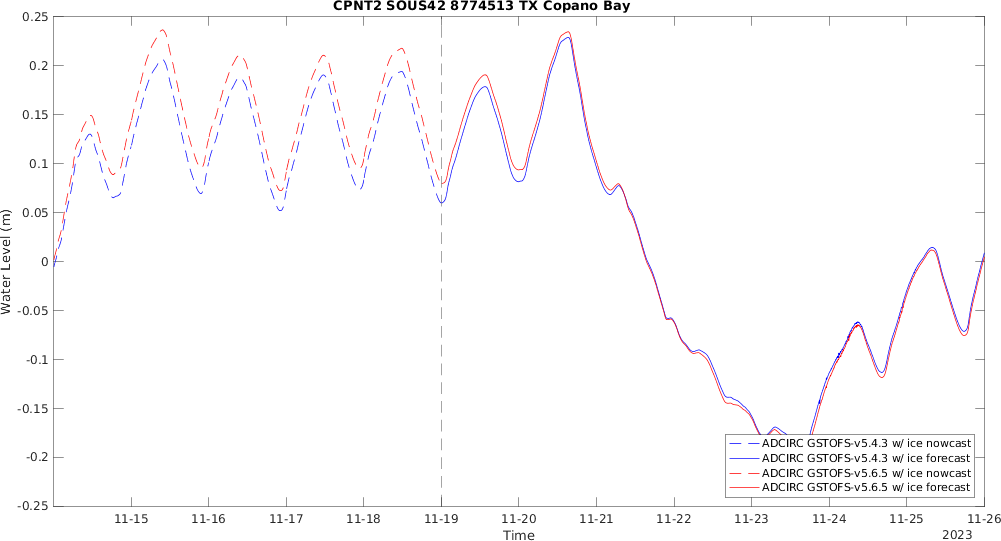 CPNT2 SOUS42 8774513 TX Copano Bay
0.25
0.2
0.15
0.1
0.05
0
-0.05
-0.1
-0.15
-0.2
-0.25
Water Level (m)
ADCIRC GSTOFS-v5.4.3 w/ ice nowcast
ADCIRC GSTOFS-v5.4.3 w/ ice forecast
ADCIRC GSTOFS-v5.6.5 w/ ice nowcast
ADCIRC GSTOFS-v5.6.5 w/ ice forecast
11-15 11-16 11-17 11-18 11-19 11-20 11-21 11-22 11-23 11-24 11-25 11-26
Time
2023